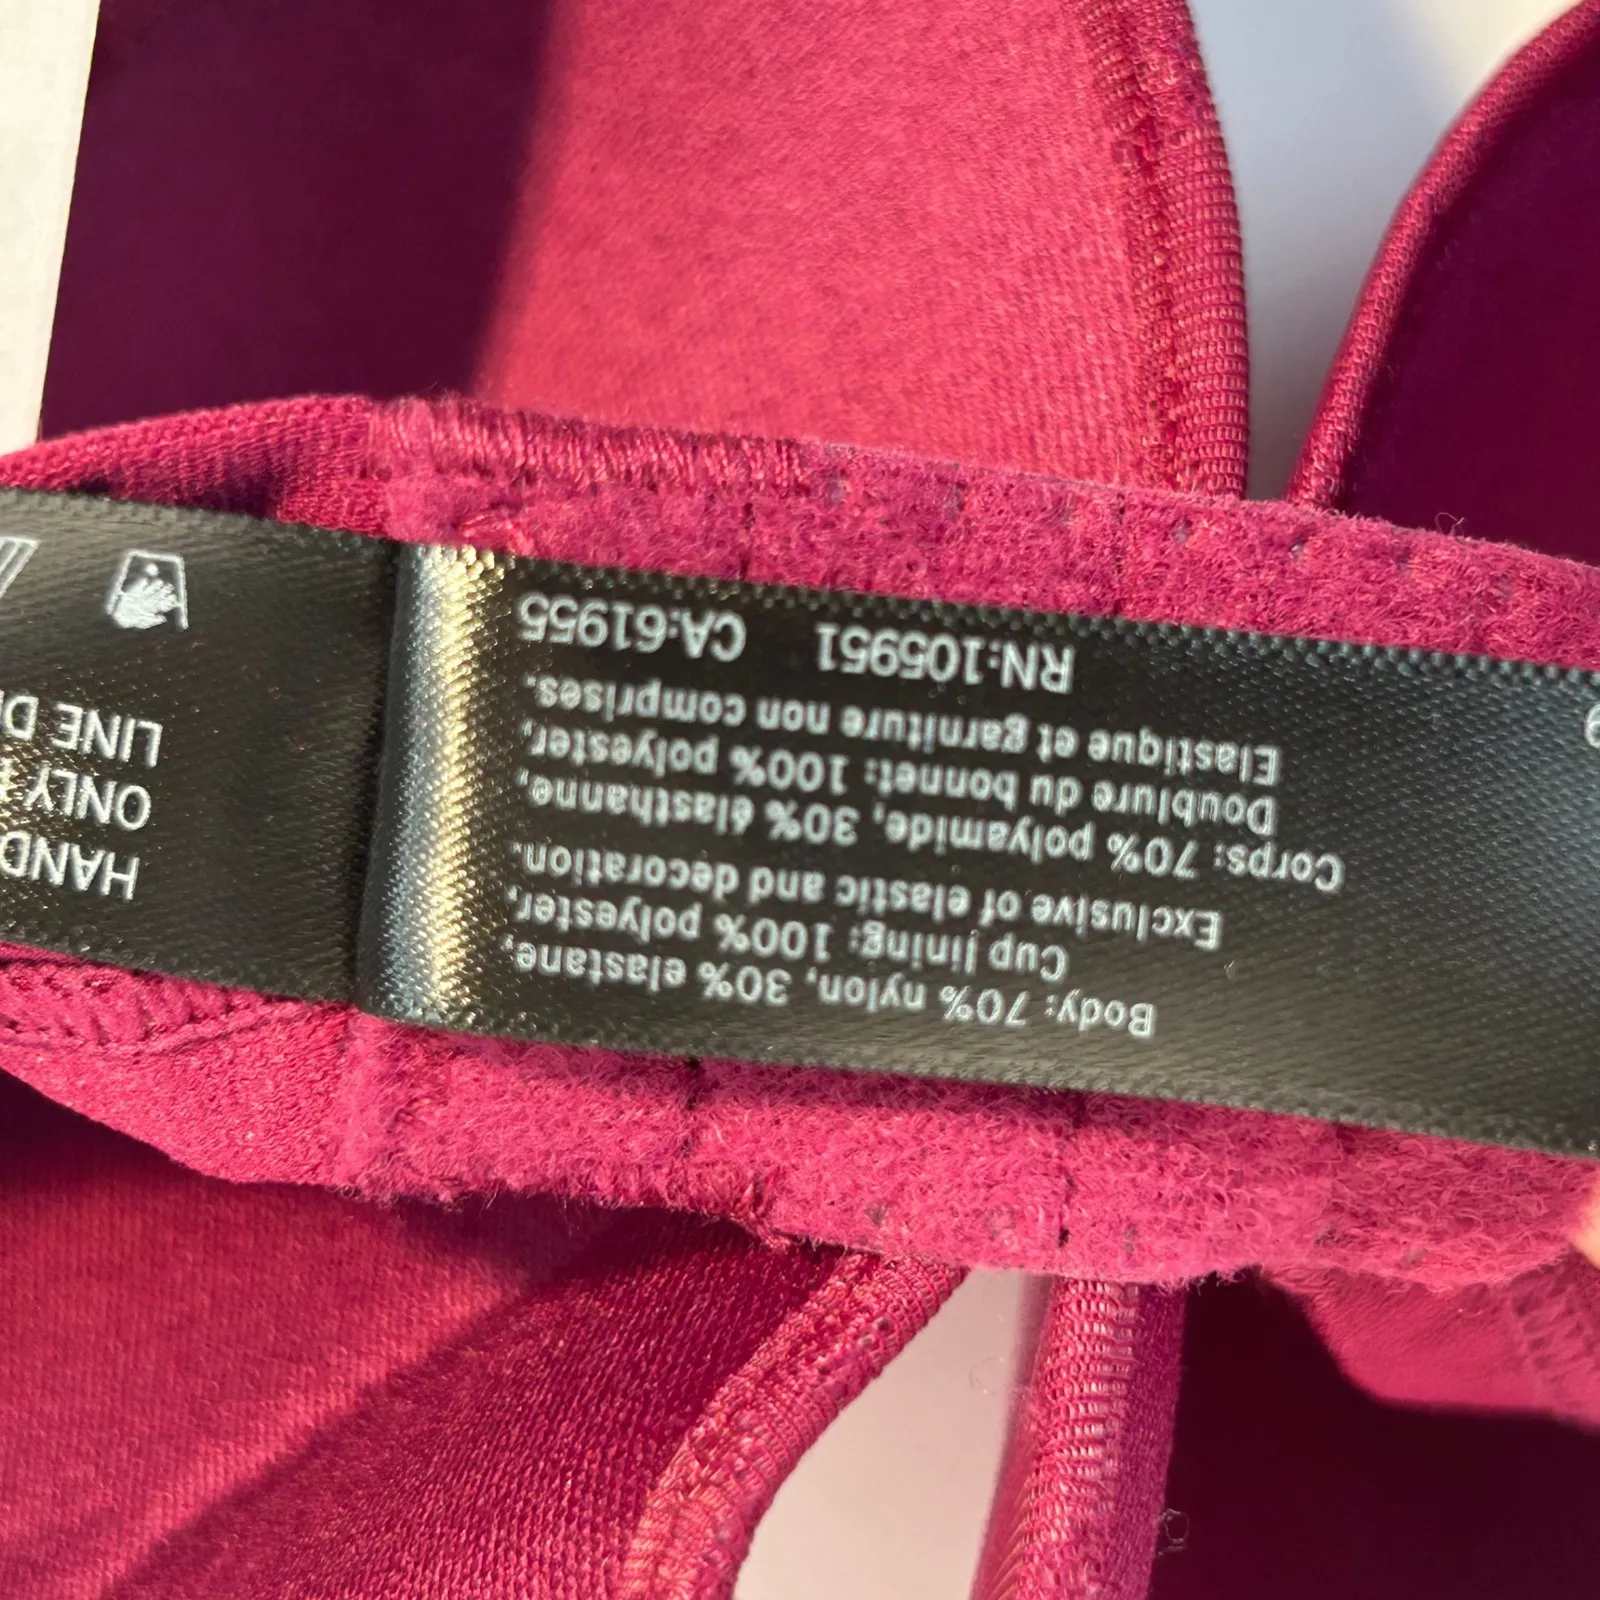 Body: 70% nylon, 30% elastane,
Cup lining: 100% polyester,
Exclusive of elastic and decoration.
Corps: 70% polyamide, 30% élasthanne,
Doublure du bonnet: 100% polyester,
Elastique et garniture non comprises.
RN:105951 CA:61955
HAND
ONLY
LINE